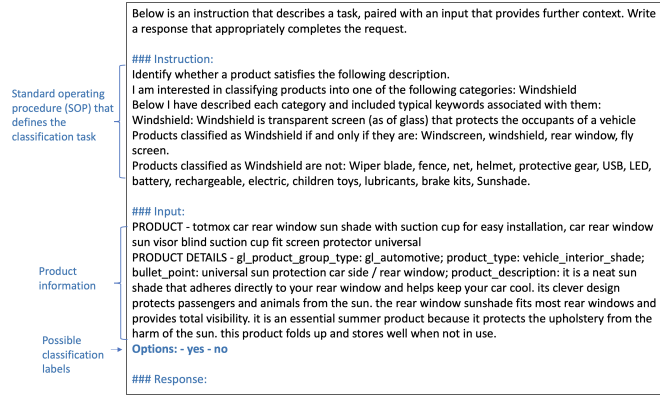 Below is an instruction that describes a task, paired with an input that provides further context. Write
a response that appropriately completes the request.
### Instruction:
Identify whether a product satisfies the following description.
I am interested in classifying products into one of the following categories: Windshield
Below I have described each category and included typical keywords associated with them:
Windshield: Windshield is transparent screen (as of glass) that protects the occupants of a vehicle
Products classified as Windshield if and only if they are: Windscreen, windshield, rear window, fly
screen.
Products classified as Windshield are not: Wiper blade, fence, net, helmet, protective gear, USB, LED,
battery, rechargeable, electric, children toys, lubricants, brake kits, Sunshade.
Standard operating
procedure (SOP) that
defines the
classification task
### Input:
PRODUCT - totmox car rear window sun shade with suction cup for easy installation, car rear window
sun visor blind suction cup fit screen protector universal
PRODUCT DETAILS - gl_product_group_type: gl_automotive; product_type: vehicle_interior_shade;
bullet_point: universal sun protection car side / rear window; product_description: it is a neat sun
shade that adheres directly to your rear window and helps keep your car cool. its clever design
protects passengers and animals from the sun. the rear window sunshade fits most rear windows and
provides total visibility. it is an essential summer product because it protects the upholstery from the
harm of the sun. this product folds up and stores well when not in use.
Product
information
Options: - yes - no
Possible
classification
labels
### Response: